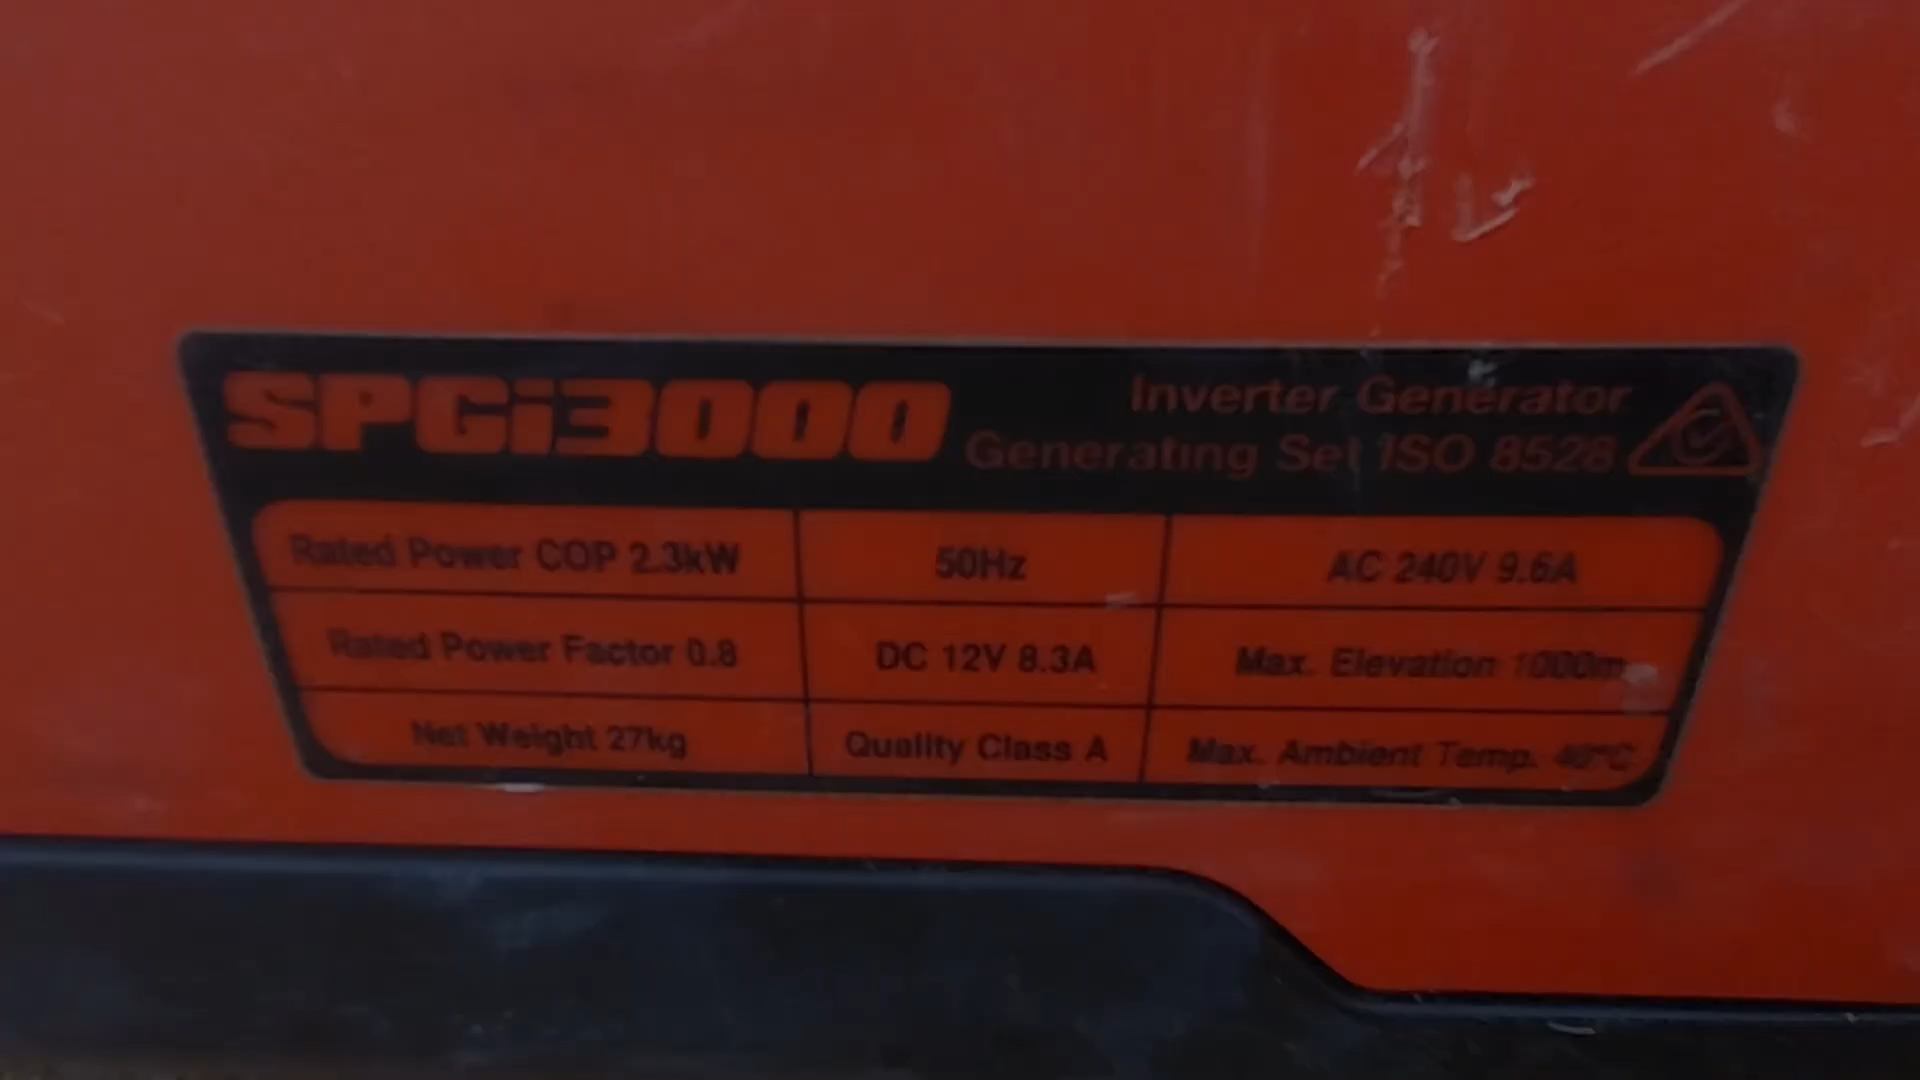 SPGi3000
Inverter Generator
Generating Set ISO 8528
Rated Power COP 2.3kW
50Hz
AC 240V 9.6A
Rated Power Factor 0.8
DC 12V 8.3A
Max. Elevation 1000m
Net Weight 27kg
Quality Class A
Max. Ambient Temp. 40°C